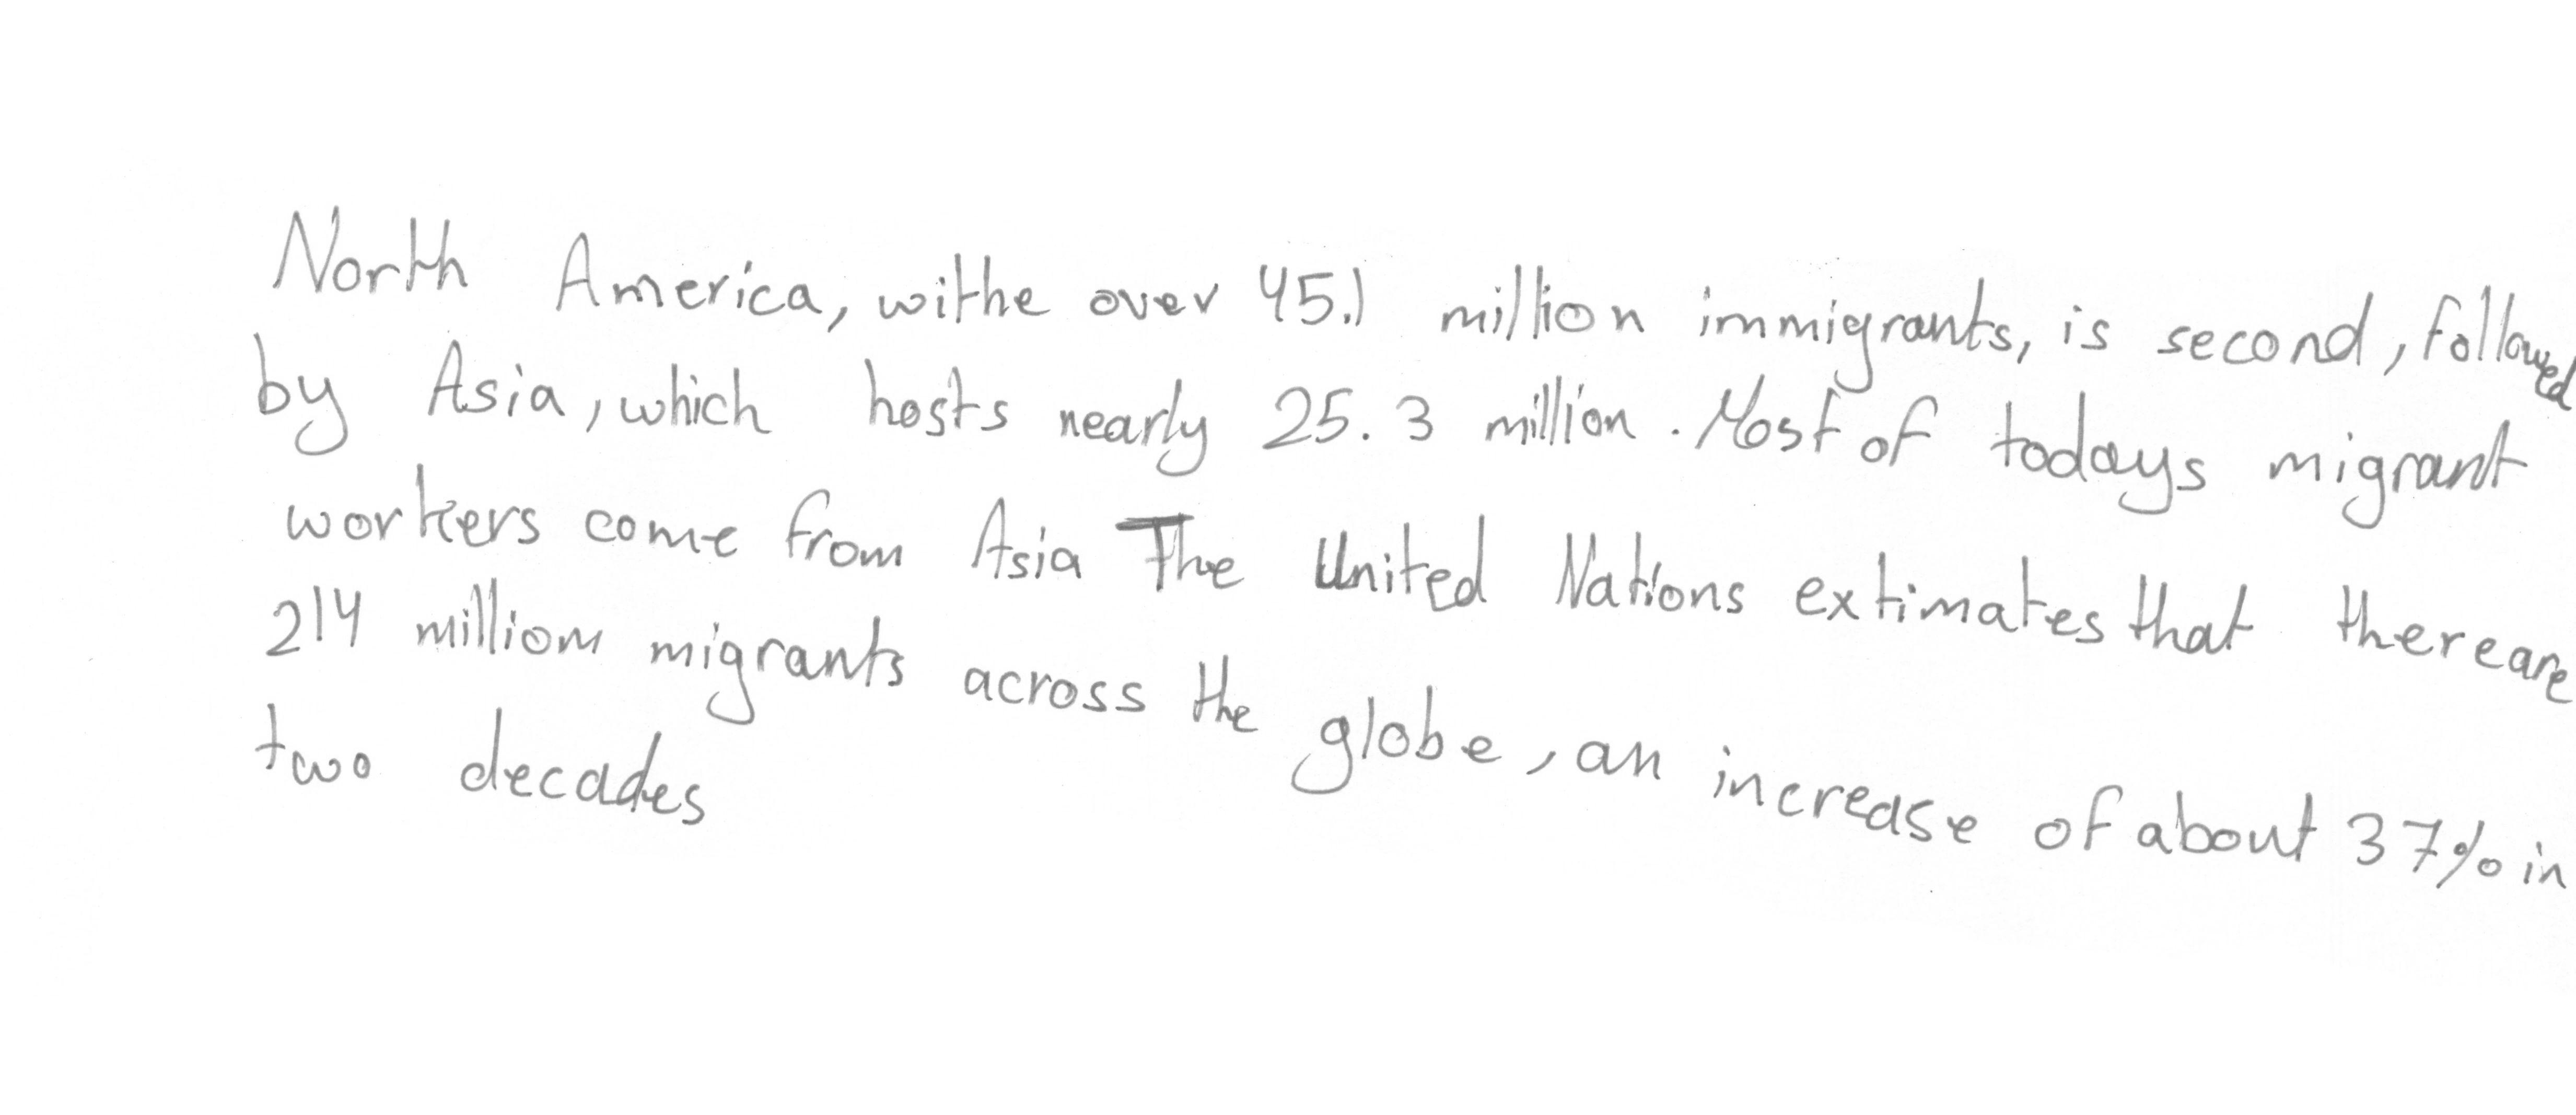 North America, withe over 45.1 million immigrants, is second, followed
by Asia, which hosts nearly 25.3 million. Most of todays migrant
workers come from Asia The United Nations extimates that there are
214 milliom migrants across the globe, an increase of about 37% in
two decades